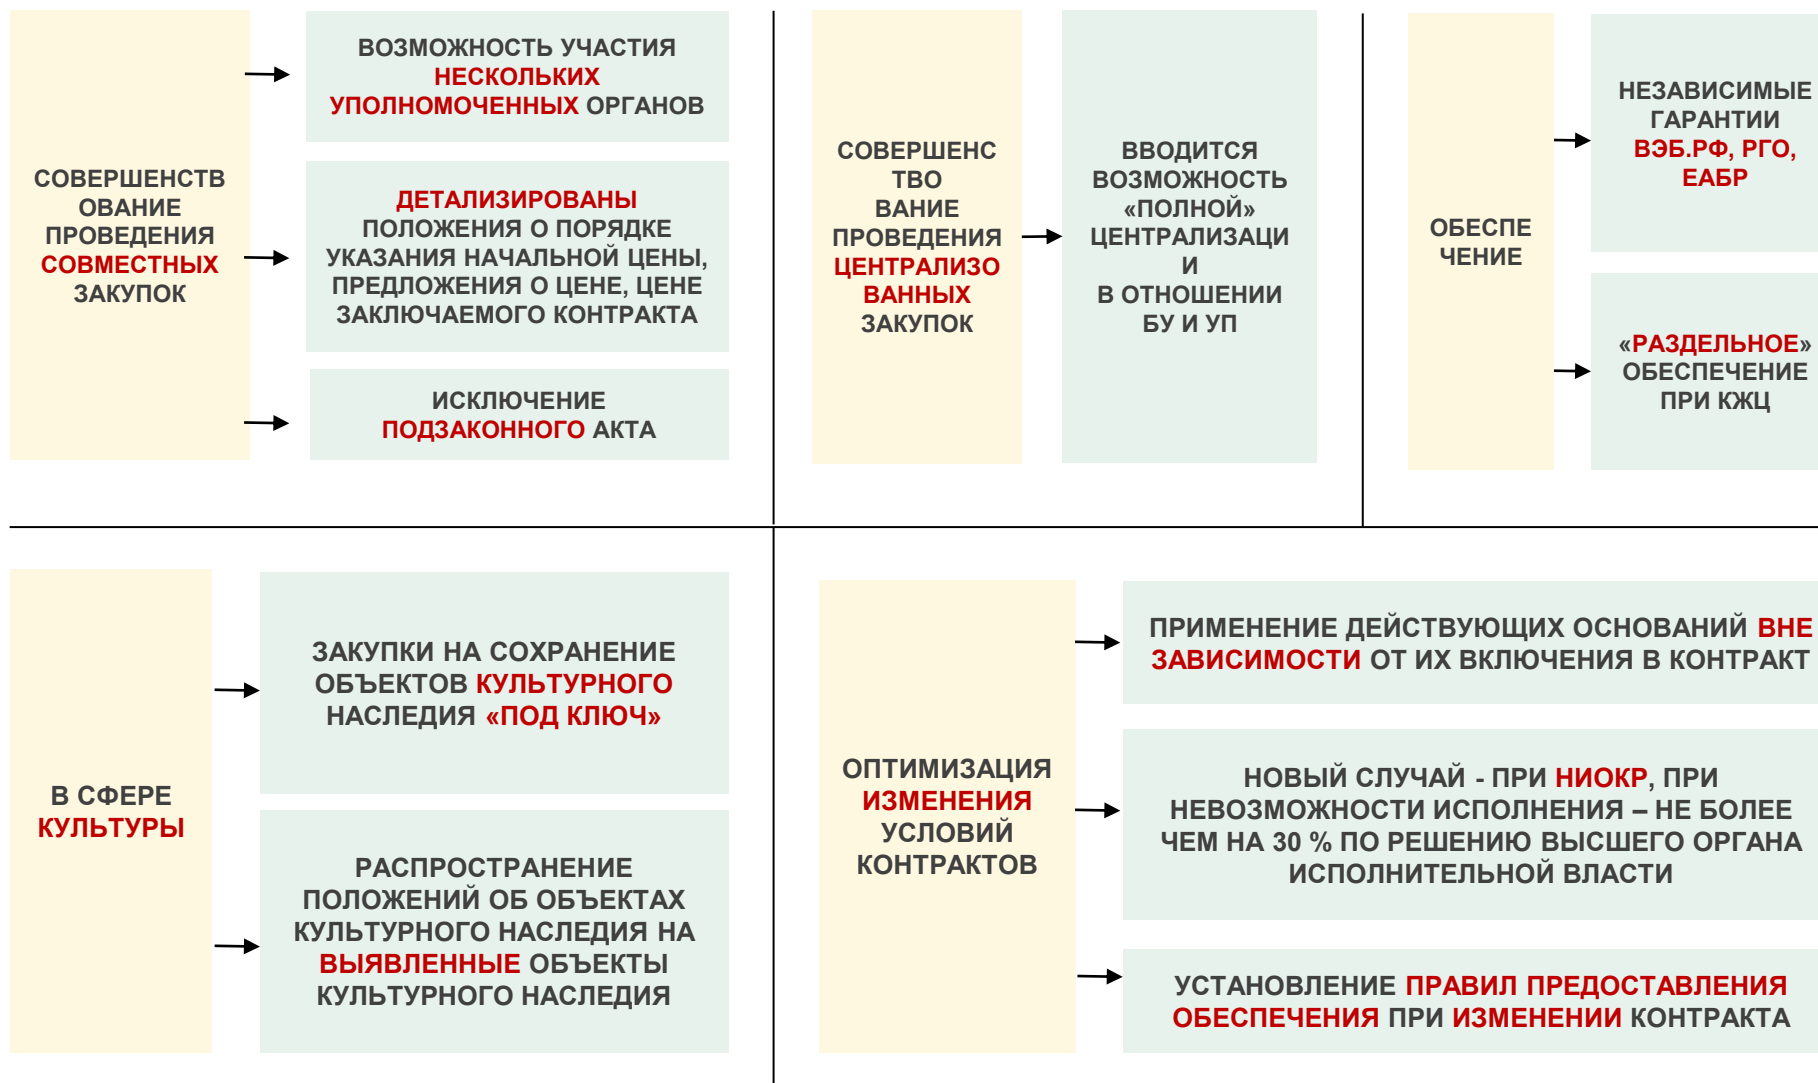 СОВЕРШЕНСТВ
ОВАНИЕ
ПРОВЕДЕНИЯ
СОВМЕСТНЫХ
ЗАКУПОК
ВОЗМОЖНОСТЬ УЧАСТИЯ
НЕСКОЛЬКИХ
УПОЛНОМОЧЕННЫХ ОРГАНОВ
ДЕТАЛИЗИРОВАНЫ
ПОЛОЖЕНИЯ О ПОРЯДКЕ
УКАЗАНИЯ НАЧАЛЬНОЙ ЦЕНЫ,
ПРЕДЛОЖЕНИЯ О ЦЕНЕ, ЦЕНЕ
ЗАКЛЮЧАЕМОГО КОНТРАКТА
ИСКЛЮЧЕНИЕ
ПОДЗАКОННОГО АКТА
СОВЕРШЕНС
ТВО
ВАНИЕ
ПРОВЕДЕНИЯ
ЦЕНТРАЛИЗО
ВАННЫХ
ЗАКУПОК
ВВОДИТСЯ
ВОЗМОЖНОСТЬ
«ПОЛНОЙ»
ЦЕНТРАЛИЗАЦИ
И
В ОТНОШЕНИИ
БУ И УП
ОБЕСПЕ
ЧЕНИЕ
НЕЗАВИСИМЫЕ
ГАРАНТИИ
ВЭБ.РФ, РГО,
ЕАБР
«РАЗДЕЛЬНОЕ»
ОБЕСПЕЧЕНИЕ
ПРИ КЖЦ
В СФЕРЕ
КУЛЬТУРЫ
ЗАКУПКИ НА СОХРАНЕНИЕ
ОБЪЕКТОВ КУЛЬТУРНОГО
НАСЛЕДИЯ «ПОД КЛЮЧ»
РАСПРОСТРАНЕНИЕ
ПОЛОЖЕНИЙ ОБ ОБЪЕКТАХ
КУЛЬТУРНОГО НАСЛЕДИЯ НА
ВЫЯВЛЕННЫЕ ОБЪЕКТЫ
КУЛЬТУРНОГО НАСЛЕДИЯ
ОПТИМИЗАЦИЯ
ИЗМЕНЕНИЯ
УСЛОВИЙ
КОНТРАКТОВ
ПРИМЕНЕНИЕ ДЕЙСТВУЮЩИХ ОСНОВАНИЙ ВНЕ
ЗАВИСИМОСТИ ОТ ИХ ВКЛЮЧЕНИЯ В КОНТРАКТ
НОВЫЙ СЛУЧАЙ - ПРИ НИОКР, ПРИ
НЕВОЗМОЖНОСТИ ИСПОЛНЕНИЯ – НЕ БОЛЕЕ
ЧЕМ НА 30 % ПО РЕШЕНИЮ ВЫСШЕГО ОРГАНА
ИСПОЛНИТЕЛЬНОЙ ВЛАСТИ
УСТАНОВЛЕНИЕ ПРАВИЛ ПРЕДОСТАВЛЕНИЯ
ОБЕСПЕЧЕНИЯ ПРИ ИЗМЕНЕНИИ КОНТРАКТА